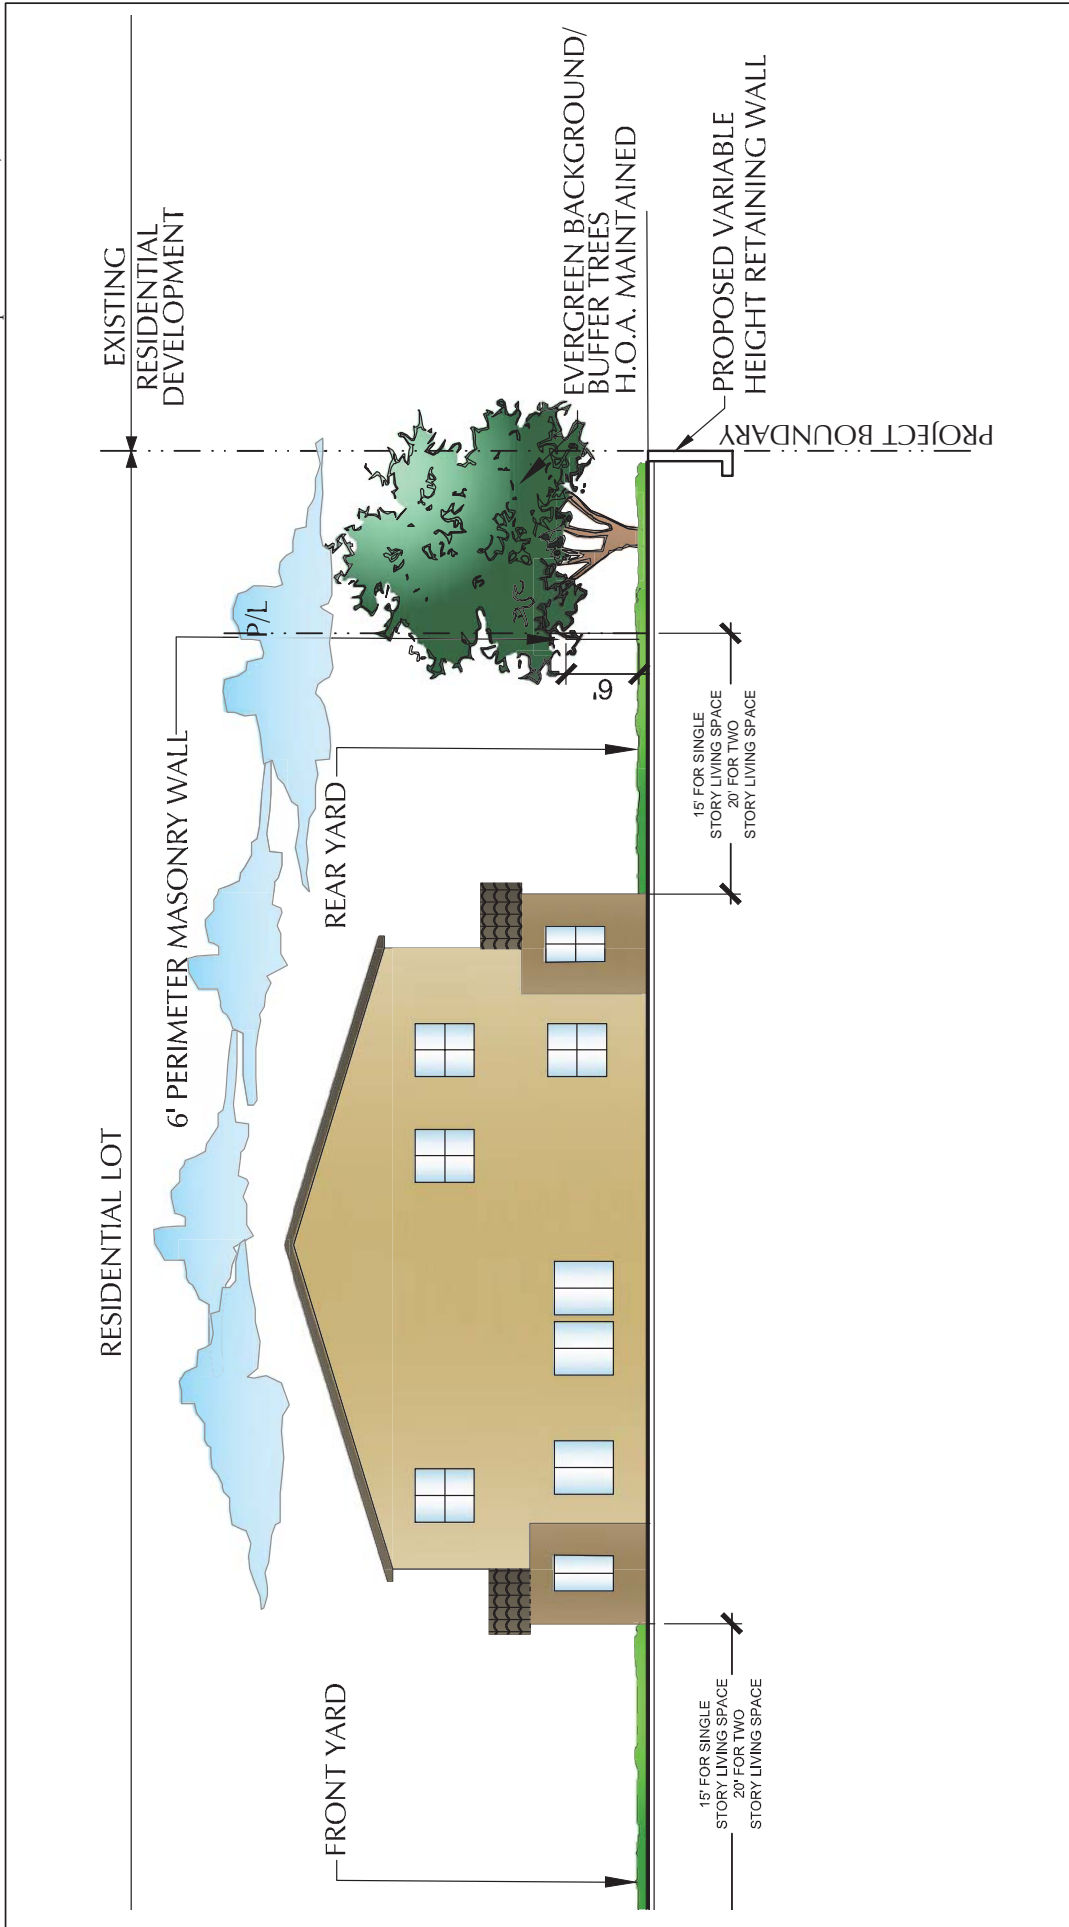 RESIDENTIAL LOT
EXISTING
RESIDENTIAL
DEVELOPMENT
6' PERIMETER MASONRY WALL
P/L
FRONT YARD
REAR YARD
EVERGREEN BACKGROUND/
BUFFER TREES
H.O.A. MAINTAINED
6'
PROPOSED VARIABLE
HEIGHT RETAINING WALL
PROJECT BOUNDARY
15' FOR SINGLE
STORY LIVING SPACE
20' FOR TWO
STORY LIVING SPACE
15' FOR SINGLE
STORY LIVING SPACE
20' FOR TWO
STORY LIVING SPACE